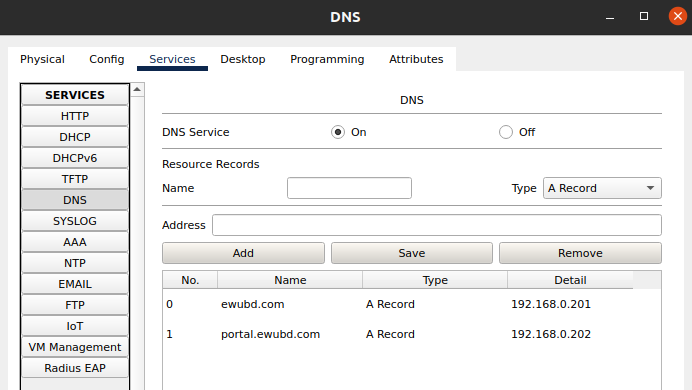 DNS
Physical Config Services Desktop Programming Attributes
SERVICES
HTTP
DHCP
DHCPv6
TFTP
DNS
SYSLOG
AAA
NTP
EMAIL
FTP
IoT
VM Management
Radius EAP
DNS
DNS Service On Off
Resource Records
Name Type A Record
Address
Add Save Remove
No. Name Type Detail
0 ewubd.com A Record 192.168.0.201
1 portal.ewubd.com A Record 192.168.0.202